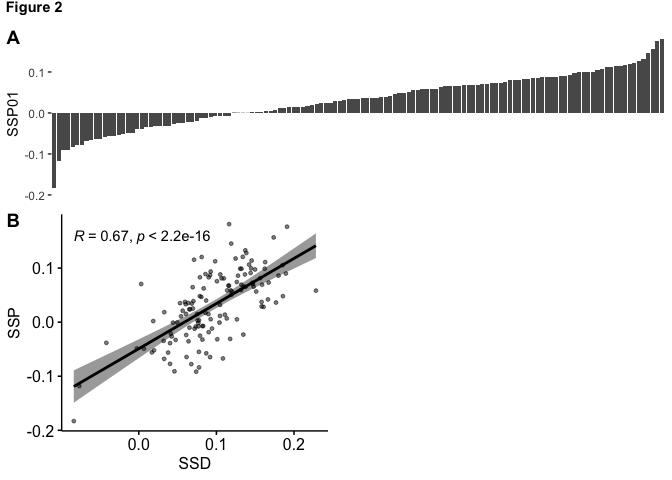 Figure 2
A
0.1
0.0
-0.1
-0.2
SSP01
B
R = 0.67, p < 2.2e-16
0.1
0.0
-0.1
-0.2
SSP
0.0 0.1 0.2
SSD